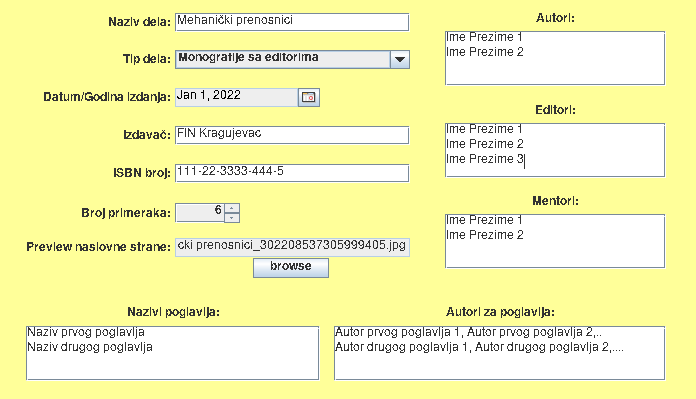 Naziv dela: Mehanički prenosnici
Tip dela: Monografije sa editorima
Datum/Godina izdanja: Jan 1, 2022
Izdavač: FIN Kragujevac
ISBN broj: 111-22-3333-444-5
Broj primeraka: 6
Preview naslovne strane: cki prenosnici_302208537305999405.jpg
browse
Autori:
Ime Prezime 1
Ime Prezime 2
Editori:
Ime Prezime 1
Ime Prezime 2
Ime Prezime 3
Mentori:
Ime Prezime 1
Ime Prezime 2
Nazivi poglavlja:
Naziv prvog poglavlja
Naziv drugog poglavlja
Autori za poglavlja:
Autor prvog poglavlja 1, Autor prvog poglavlja 2,..
Autori drugog poglavlja 1, Autor drugog poglavlja 2,....